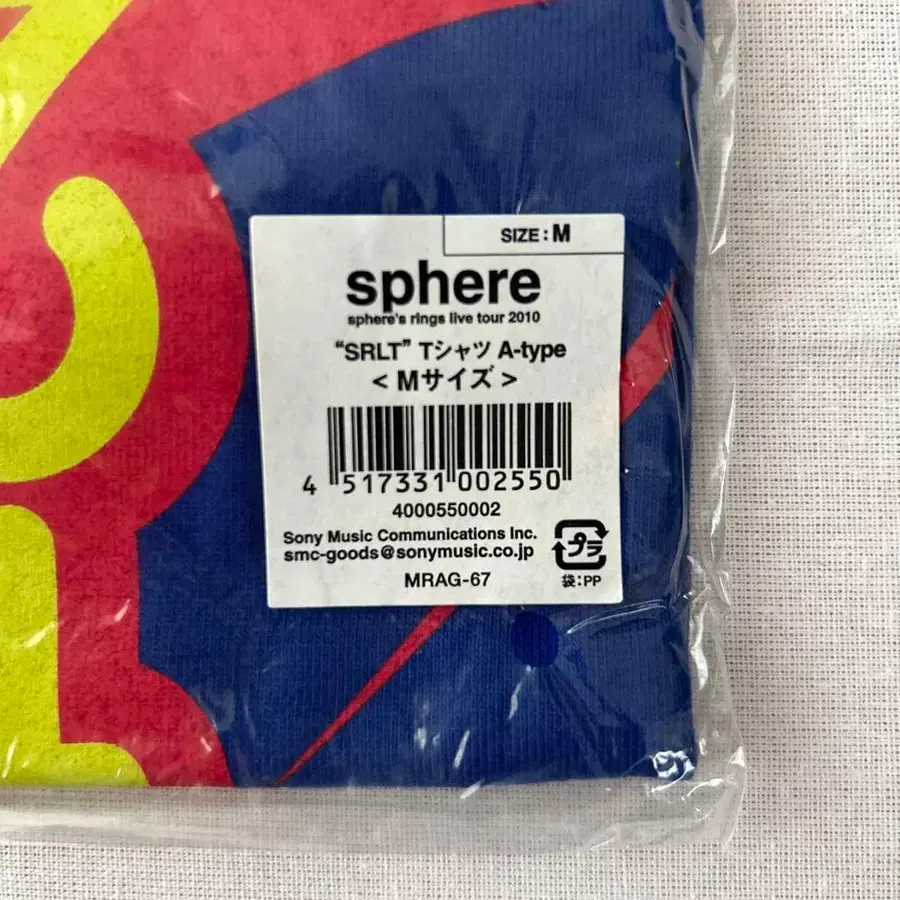 SIZE : M
sphere
sphere's rings live tour 2010
“SRLT” Tシャツ A-type
< Mサイズ >
4 517331 002550
4000550002
Sony Music Communications Inc.
smc-goods@sonymusic.co.jp
プラ
袋:PP
MRAG-67